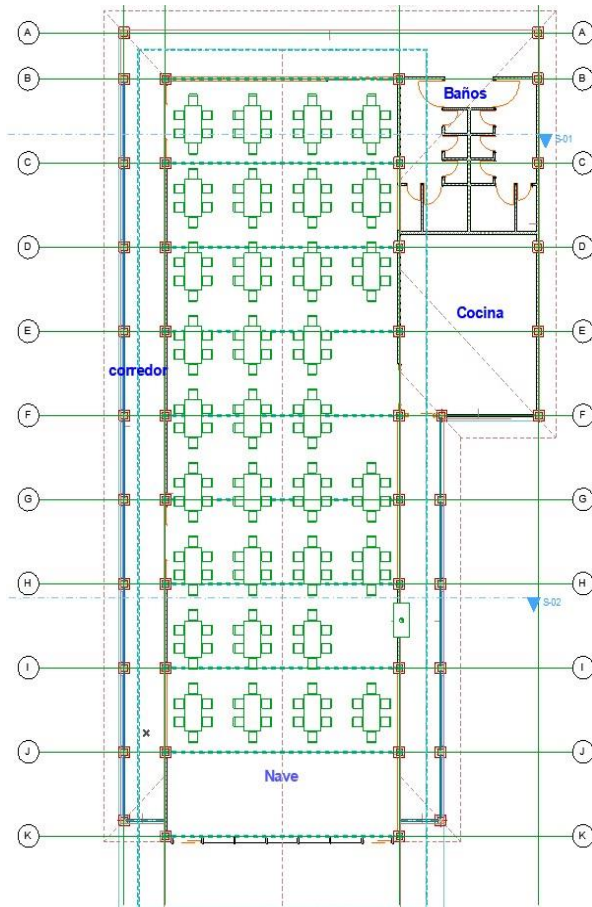 A A
B B
Baños
S-01
C C
D D
Cocina
E E
corredor
F F
G G
H H
S-02
I I
J J
Nave
K K